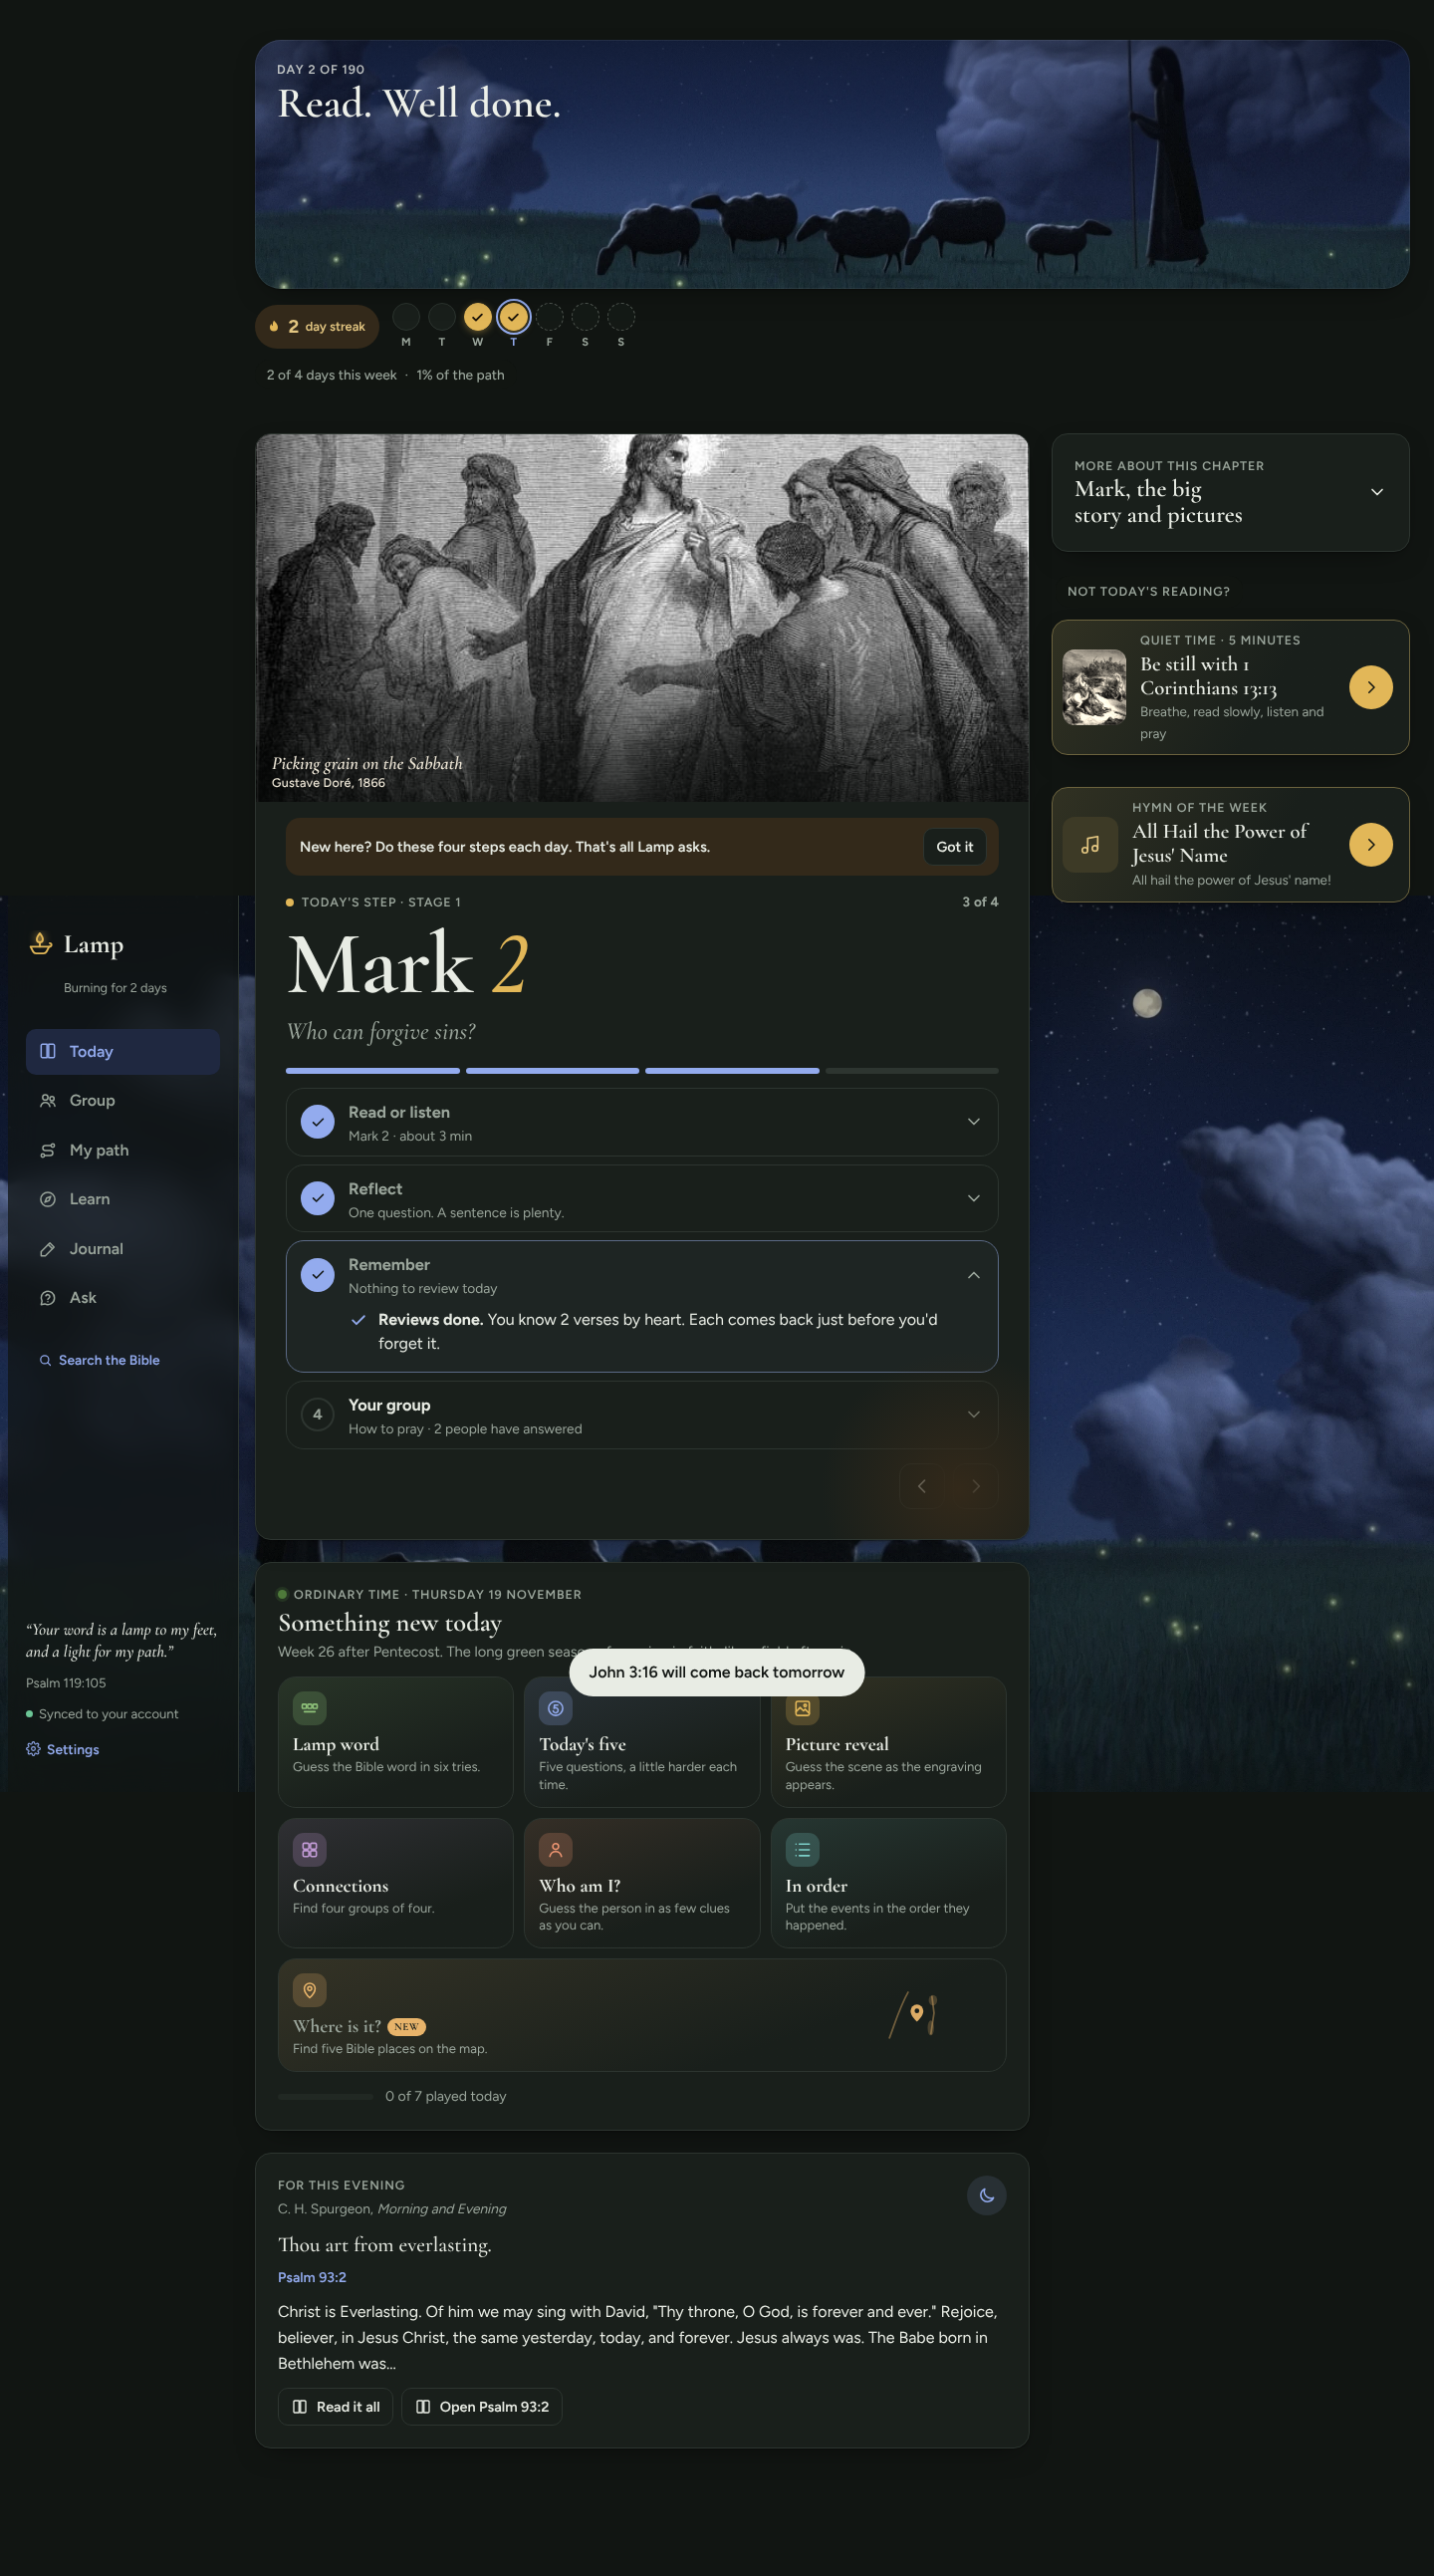 DAY 2 OF 190
Read. Well done.
2 day streak
M T W T F S S
2 of 4 days this week · 1% of the path
Picking grain on the Sabbath
Gustave Doré, 1866
New here? Do these four steps each day. That's all Lamp asks.
Got it
TODAY'S STEP · STAGE 1
3 of 4
Mark 2
Who can forgive sins?
Read or listen
Mark 2 · about 3 min
Reflect
One question. A sentence is plenty.
Remember
Nothing to review today
Reviews done. You know 2 verses by heart. Each comes back just before you'd
forget it.
4
Your group
How to pray · 2 people have answered
MORE ABOUT THIS CHAPTER
Mark, the big
story and pictures
NOT TODAY'S READING?
QUIET TIME · 5 MINUTES
Be still with 1
Corinthians 13:13
Breathe, read slowly, listen and
pray
HYMN OF THE WEEK
All Hail the Power of
Jesus' Name
All hail the power of Jesus' name!
Lamp
Burning for 2 days
Today
Group
My path
Learn
Journal
Ask
Search the Bible
“Your word is a lamp to my feet,
and a light for my path.”
Psalm 119:105
Synced to your account
Settings
ORDINARY TIME · THURSDAY 19 NOVEMBER
Something new today
Week 26 after Pentecost. The long green
John 3:16 will come back tomorrow
Lamp word
Guess the Bible word in six tries.
Today's five
Five questions, a little harder each
time.
Picture reveal
Guess the scene as the engraving
appears.
Connections
Find four groups of four.
Who am I?
Guess the person in as few clues
as you can.
In order
Put the events in the order they
happened.
Where is it? NEW
Find five Bible places on the map.
0 of 7 played today
FOR THIS EVENING
C. H. Spurgeon, Morning and Evening
Thou art from everlasting.
Psalm 93:2
Christ is Everlasting. Of him we may sing with David, "Thy throne, O God, is forever and ever." Rejoice,
believer, in Jesus Christ, the same yesterday, today, and forever. Jesus always was. The Babe born in
Bethlehem was...
Read it all
Open Psalm 93:2